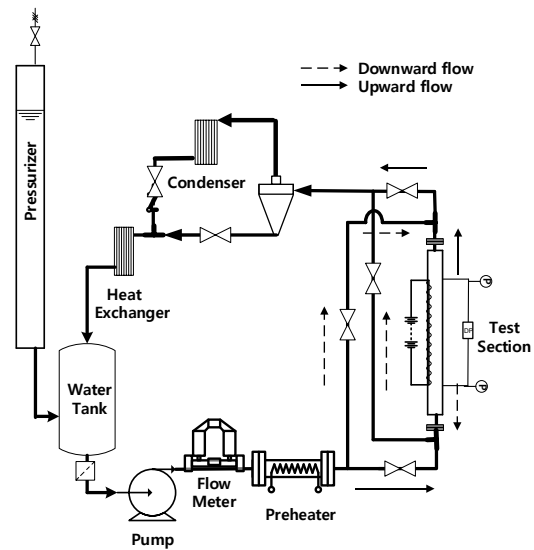 Downward flow
Upward flow
Pressurizer
Condenser
P
Heat
Exchanger
DP
Test
Section
P
Water
Tank
Flow
Meter
Preheater
Pump